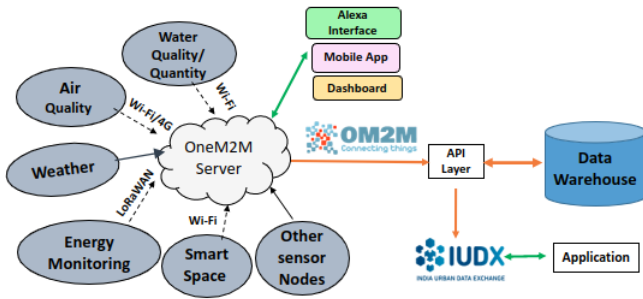 Water
Quality/
Quantity
Alexa
Interface
Mobile App
Dashboard
Air
Quality
Wi-Fi/4G
Wi-Fi
OneM2M
Server
OM2M
Connecting things
API
Layer
Data
Warehouse
Weather
LoRaWAN
Energy
Monitoring
Wi-Fi
Smart
Space
Other
sensor
Nodes
IUDX
INDIA URBAN DATA EXCHANGE
Application